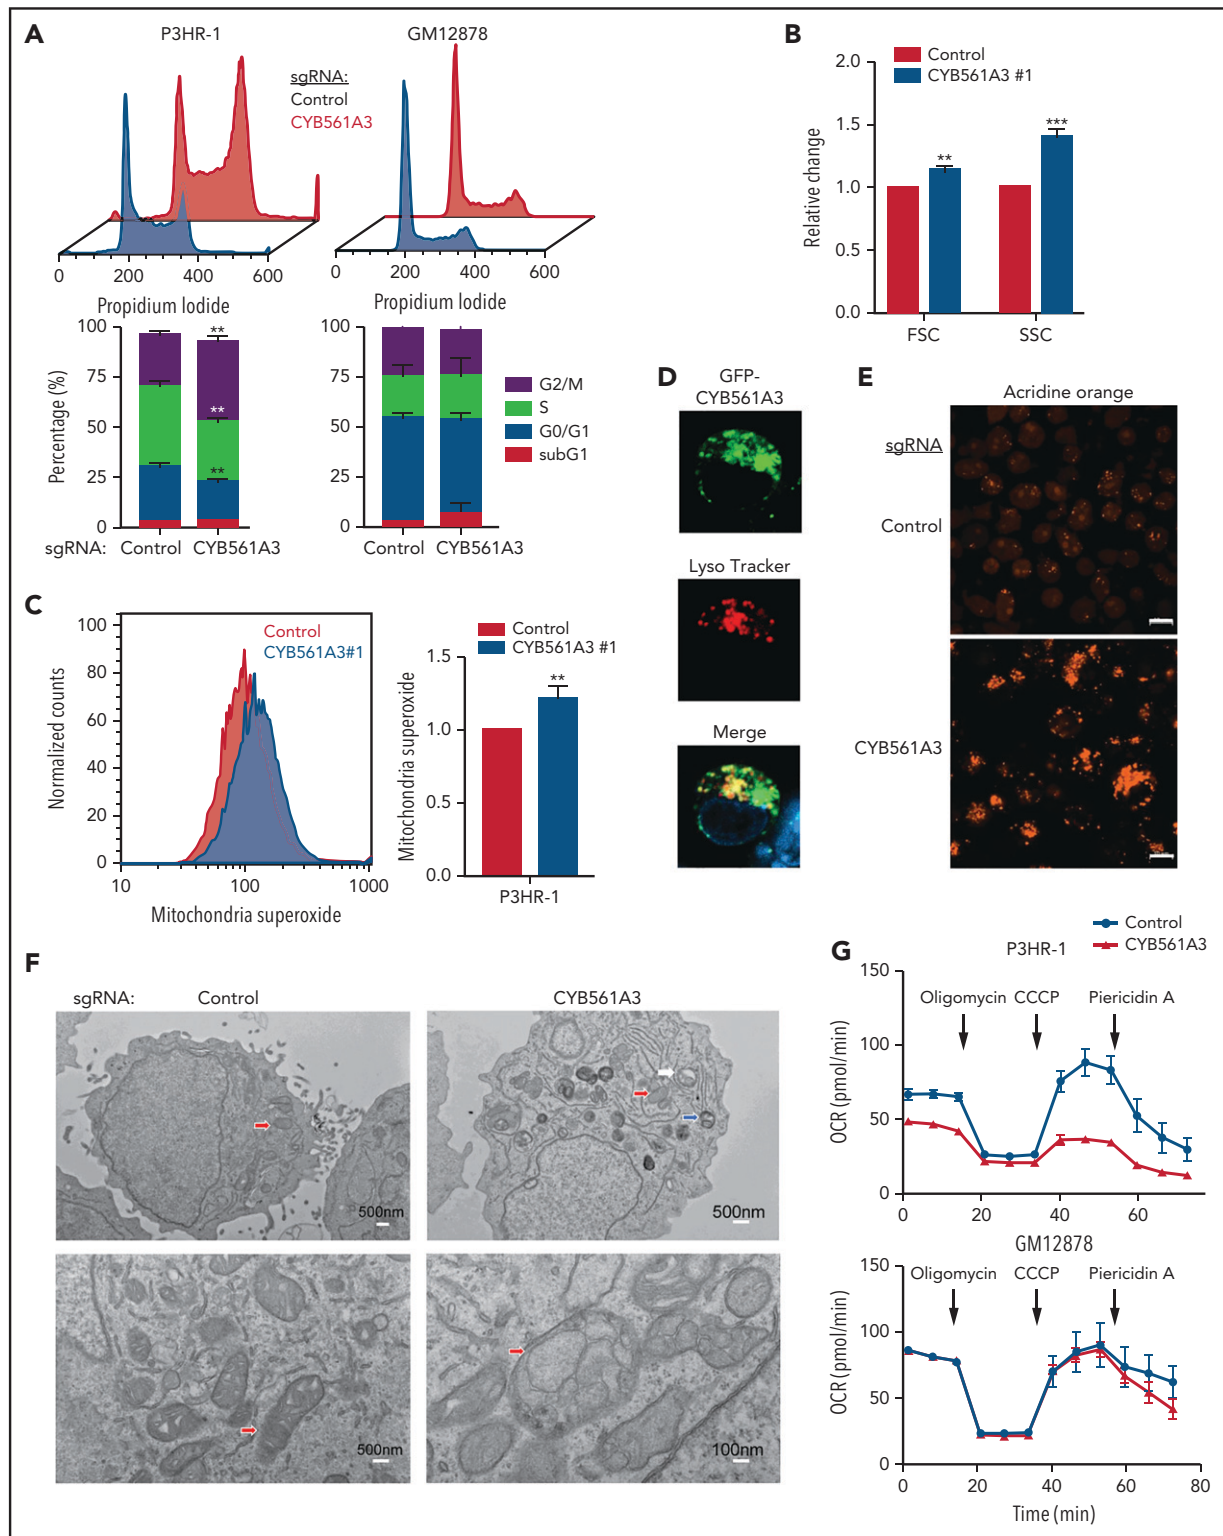 A
P3HR-1
GM12878
sgRNA:
Control
CYB561A3
0
200
400
600
0
200
400
600
Propidium Iodide
Propidium Iodide
Percentage (%)
100
75
50
25
0
**
**
**
sgRNA:
Control
CYB561A3
100
75
50
25
0
Control
CYB561A3
G2/M
S
G0/G1
subG1
B
Control
CYB561A3 #1
Relative change
2.0
1.5
1.0
0.5
0.0
**
***
FSC
SSC
C
Normalized counts
100
80
60
40
20
0
Control
CYB561A3#1
10
100
1000
Mitochondria superoxide
Control
CYB561A3 #1
Mitochondria superoxide
1.5
1.0
0.5
0.0
**
P3HR-1
D
GFP-
CYB561A3
Lyso Tracker
Merge
E
Acridine orange
sgRNA
Control
CYB561A3
F
sgRNA:
Control
CYB561A3
500nm
500nm
500nm
100nm
G
Control
CYB561A3
P3HR-1
OCR (pmol/min)
150
100
50
0
Oligomycin
CCCP
Piericidin A
0
20
40
60
GM12878
OCR (pmol/min)
150
100
50
0
Oligomycin
CCCP
Piericidin A
0
20
40
60
80
Time (min)